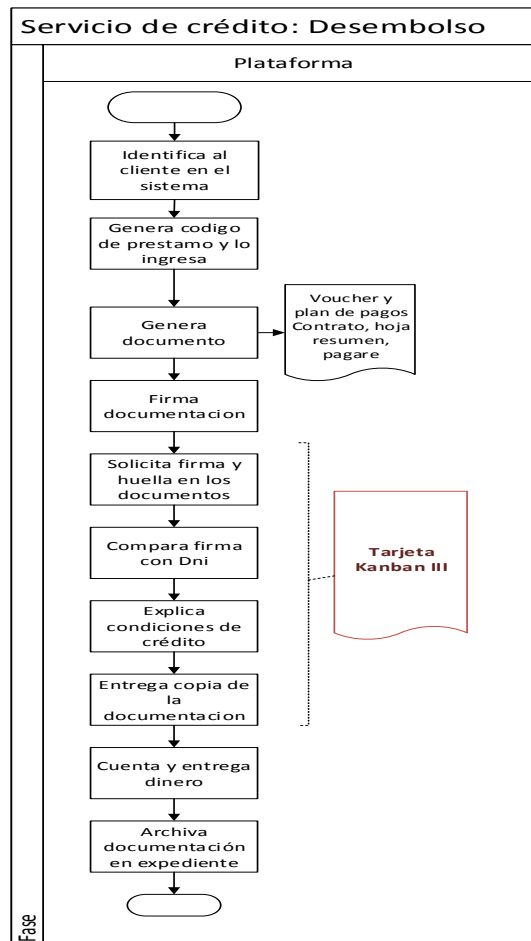 Servicio de crédito: Desembolso
Plataforma
Identifica al
cliente en el
sistema
Genera codigo
de prestamo y lo
ingresa
Genera
documento
Voucher y
plan de pagos
Contrato, hoja
resumen,
pagare
Firma
documentacion
Solicita firma y
huella en los
documentos
Compara firma
con Dni
Explica
condiciones de
crédito
Entrega copia de
la
documentacion
Tarjeta
Kanban III
Cuenta y entrega
dinero
Archiva
documentación
en expediente
Fase